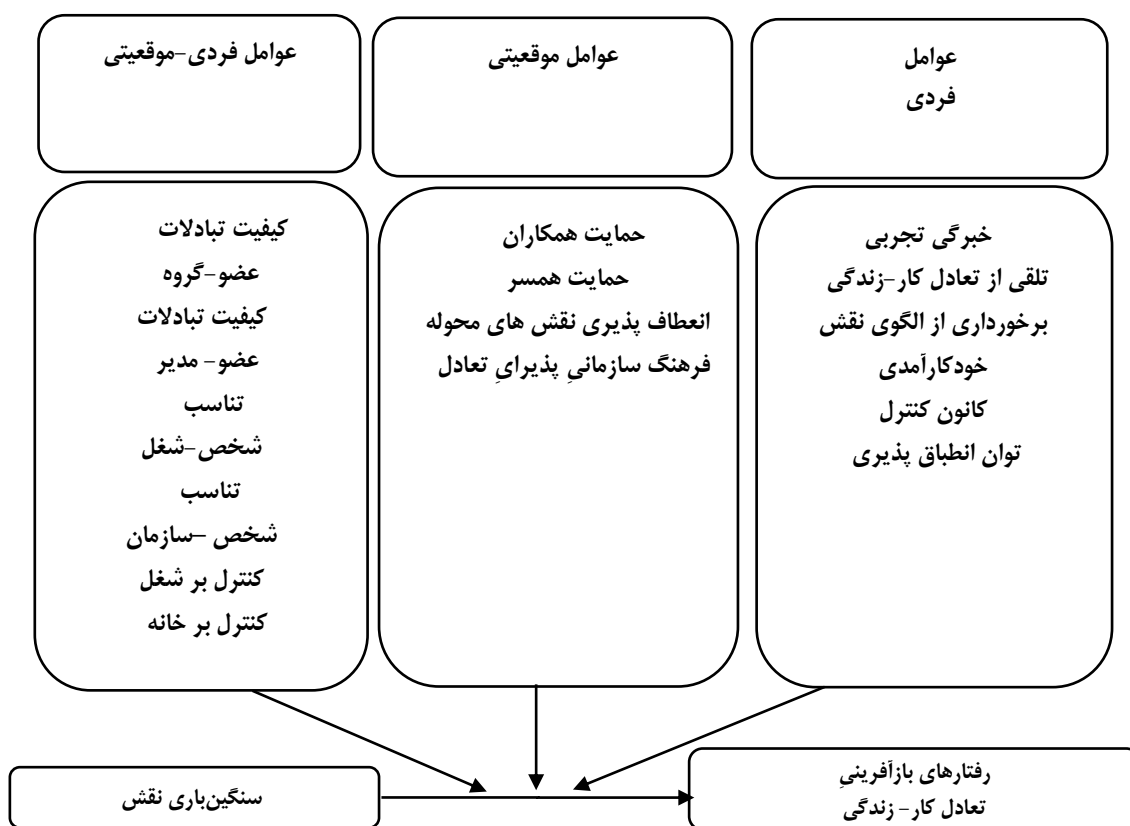 عوامل
فردی
عوامل موقعیتی
عوامل فردی-موقعیتی
خبرگی تجربی
تلقی از تعادل کار-زندگی
برخورداری از الگوی نقش
خودکارآمدی
کانون کنترل
توان انطباق پذیری
حمایت همکاران
حمایت همسر
انعطاف پذیری نقش های محوله
فرهنگ سازمانیِ پذیرایِ تعادل
کیفیت تبادلات
عضو-گروه
کیفیت تبادلات
عضو- مدیر
تناسب
شخص-شغل
تناسب
شخص –سازمان
کنترل بر شغل
کنترل بر خانه
رفتارهای بازآفرینیِ
تعادل کار- زندگی
سنگین‌باری نقش